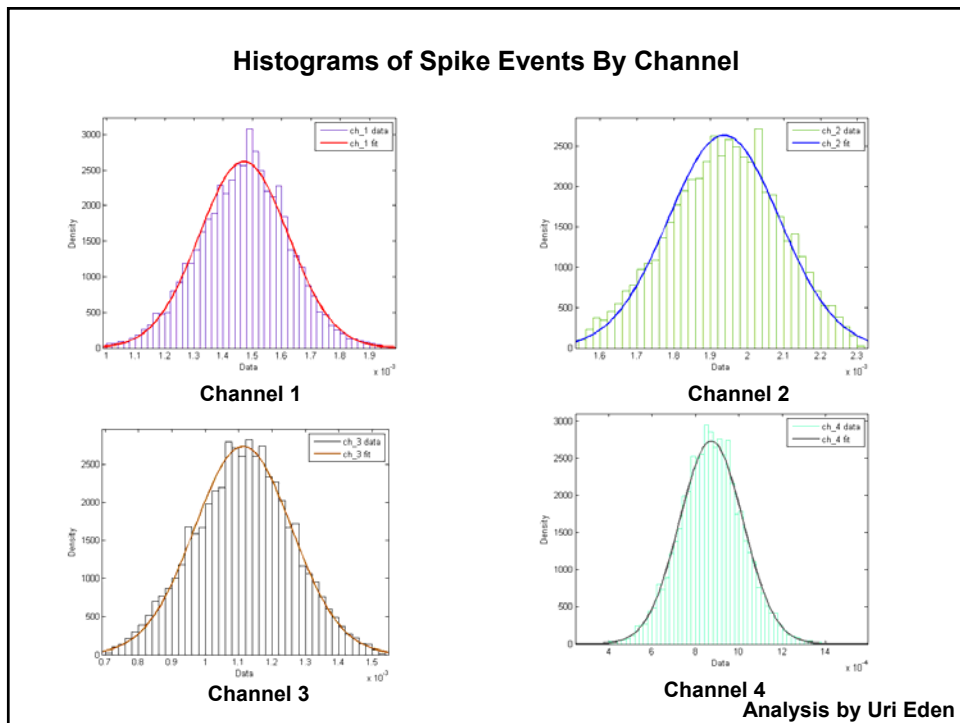 Histograms of Spike Events By Channel
3000
2500
2000
1500
1000
500
0
Density
ch_1 data
ch_1 fit
1 1.1 1.2 1.3 1.4 1.5 1.6 1.7 1.8 1.9
Data
x 10⁻³
Channel 1
2500
2000
1500
1000
500
0
Density
ch_2 data
ch_2 fit
1.6 1.7 1.8 1.9 2 2.1 2.2 2.3
Data
x 10⁻³
Channel 2
2500
2000
1500
1000
500
0
Density
ch_3 data
ch_3 fit
0.7 0.8 0.9 1 1.1 1.2 1.3 1.4 1.5
Data
x 10⁻³
Channel 3
3000
2500
2000
1500
1000
500
0
Density
ch_4 data
ch_4 fit
4 6 8 10 12 14
Data
x 10⁻⁴
Channel 4
Analysis by Uri Eden